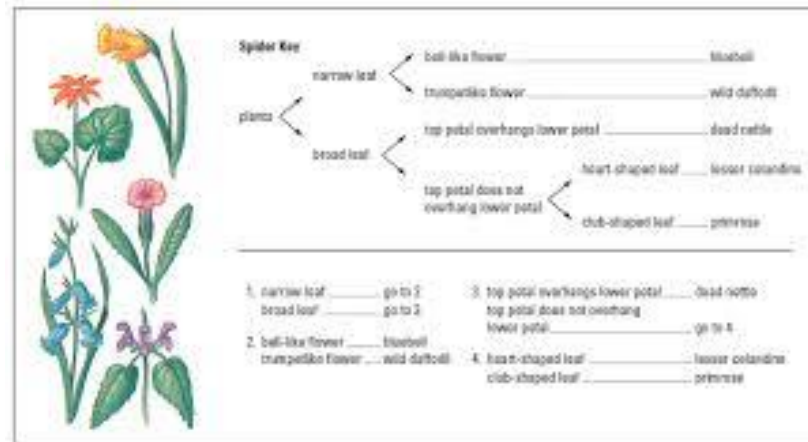 Spider Key
bell-like flower bluebell
narrow leaf
trumpetlike flower wild daffodil
plants
top petal overhangs lower petal dead nettle
broad leaf
heart-shaped leaf lesser celandine
top petal does not
overhang lower petal
club-shaped leaf primrose
1. narrow leaf go to 2
broad leaf go to 3
2. bell-like flower bluebell
trumpetlike flower wild daffodil
3. top petal overhangs lower petal dead nettle
top petal does not overhang
lower petal go to 4
4. heart-shaped leaf lesser celandine
club-shaped leaf primrose